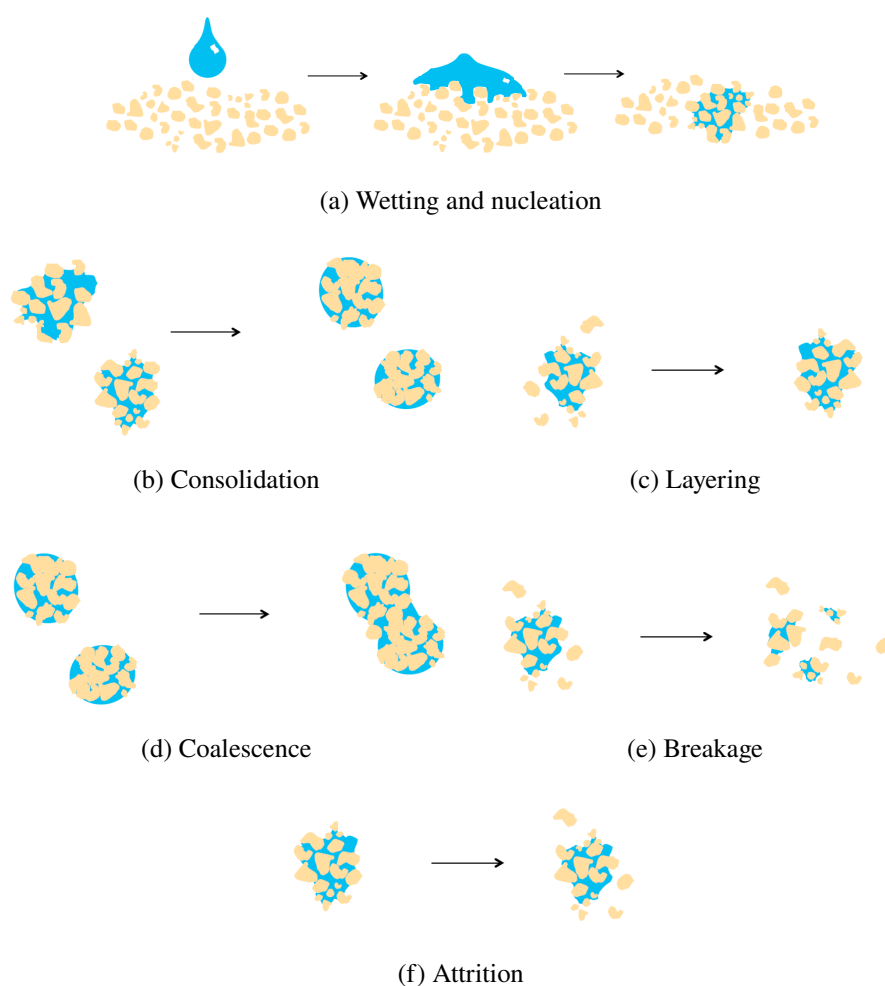 (a) Wetting and nucleation
(b) Consolidation
(c) Layering
(d) Coalescence
(e) Breakage
(f) Attrition